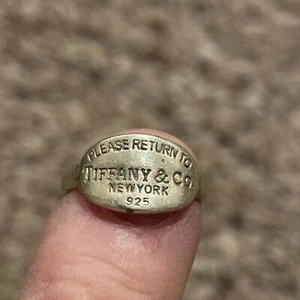 PLEASE RETURN TO
TIFFANY & CO.
NEW YORK
925